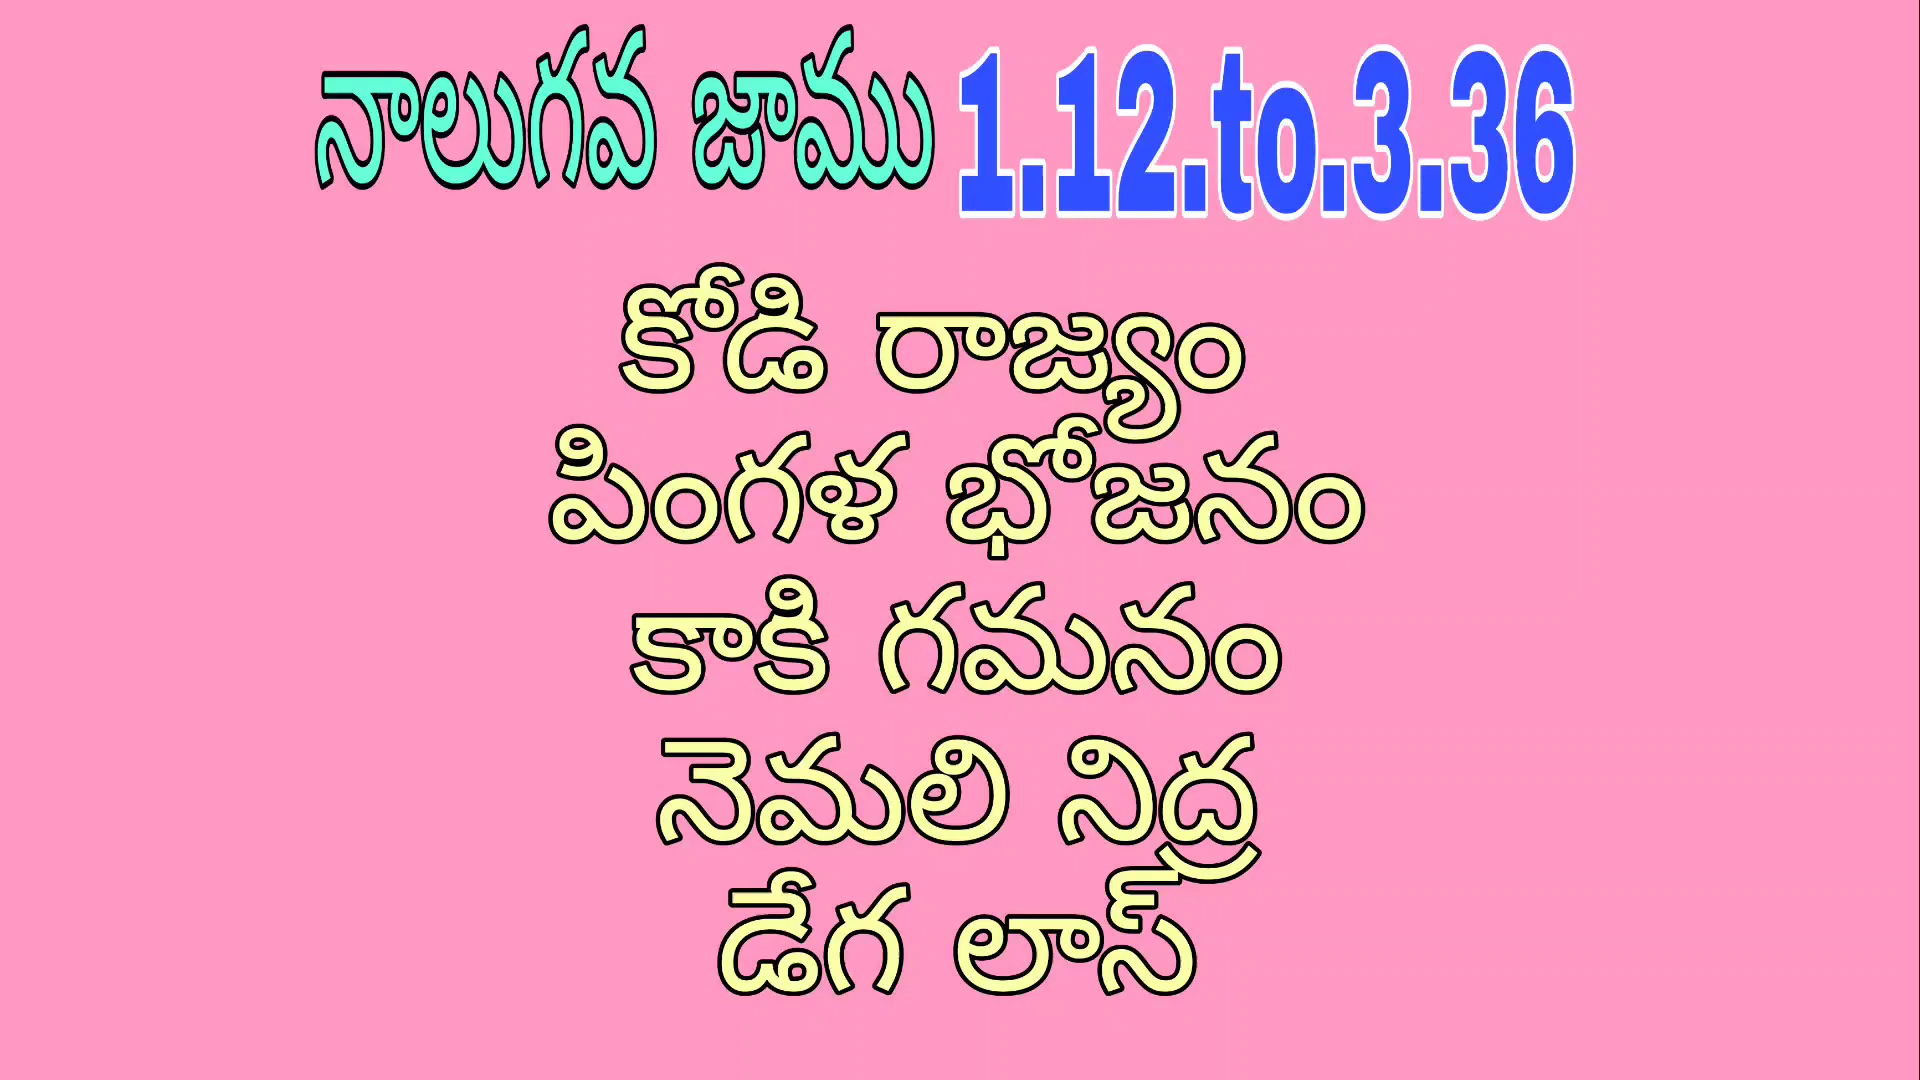 నాలుగవ జాము 1.12.to.3.36
కోడి రాజ్యం
పింగళ భోజనం
కాకి గమనం
నెమలి నిద్ర
డేగ లాస్